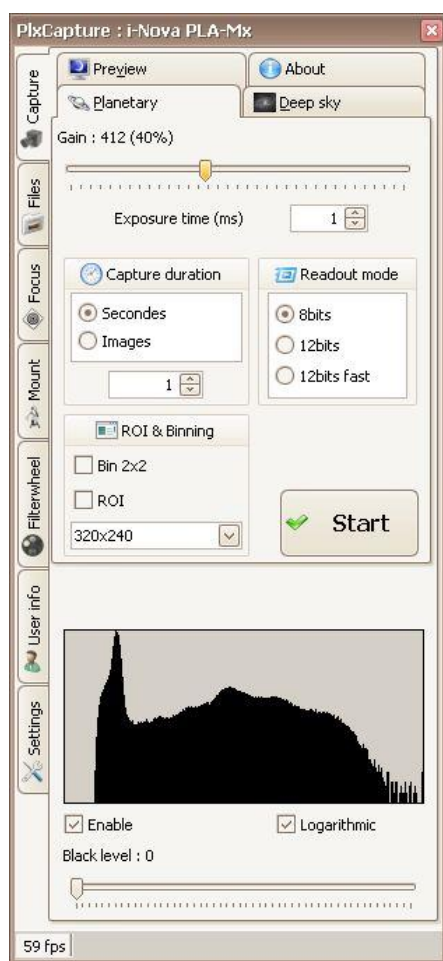 PlxCapture : i-Nova PLA-Mx
Preview
About
Planetary
Deep sky
Capture
Files
Focus
Mount
Filterwheel
User info
Settings
Gain : 412 (40%)
Exposure time (ms)
1
Capture duration
Secondes
Images
1
Readout mode
8bits
12bits
12bits fast
ROI & Binning
Bin 2x2
ROI
320x240
Start
Enable
Logarithmic
Black level : 0
59 fps